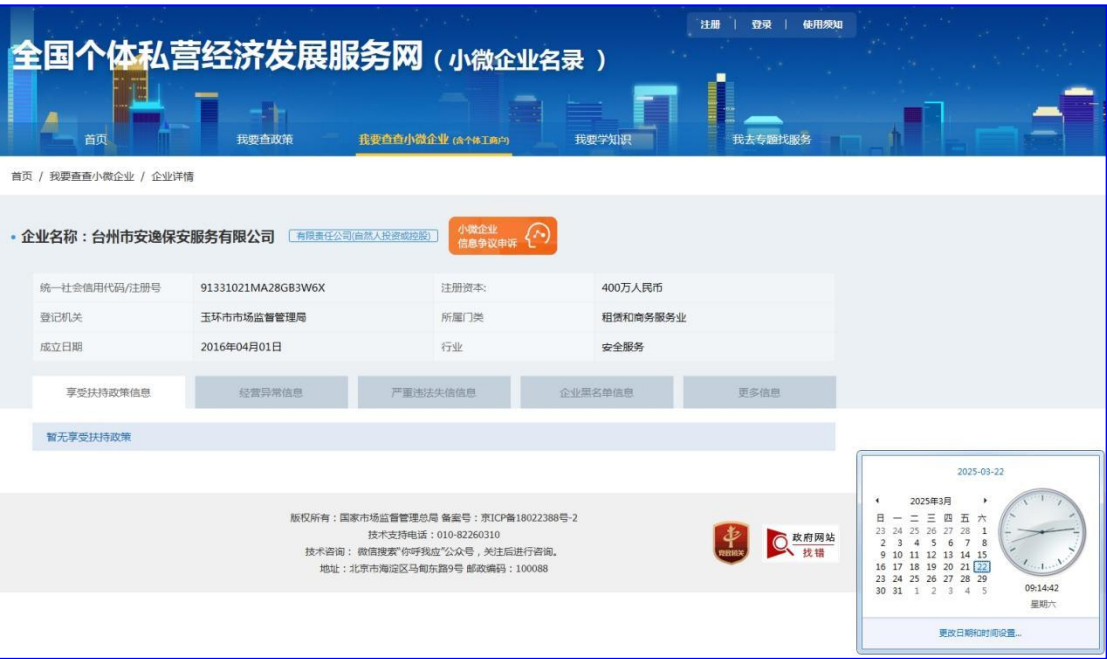 注册 | 登录 | 使用须知
全国个体私营经济发展服务网（小微企业名录 ）
首页 我要查政策 我要查查小微企业 (含个体工商户) 我要学知识 我去专题找服务
首页 / 我要查查小微企业 / 企业详情
企业名称：台州市安逸保安服务有限公司 有限责任公司(自然人投资或控股) 小微企业
信息争议申诉
统一社会信用代码/注册号 91331021MA28GB3W6X 注册资本: 400万人民币
登记机关 玉环市市场监督管理局 所属门类 租赁和商务服务业
成立日期 2016年04月01日 行业 安全服务
享受扶持政策信息 经营异常信息 严重违法失信信息 企业黑名单信息 更多信息
暂无享受扶持政策
版权所有：国家市场监督管理总局 备案号：京ICP备18022388号-2
技术支持电话：010-82260310
技术咨询： 微信搜索"你呼我应"公众号，关注后进行咨询。
地址：北京市海淀区马甸东路9号 邮政编码：100088
党政机关
政府网站
找错
2025-03-22
2025年3月
日 一 二 三 四 五 六
23 24 25 26 27 28 1
2 3 4 5 6 7 8
9 10 11 12 13 14 15
16 17 18 19 20 21 22
23 24 25 26 27 28 29
30 31 1 2 3 4 5
09:14:42
星期六
更改日期和时间设置...